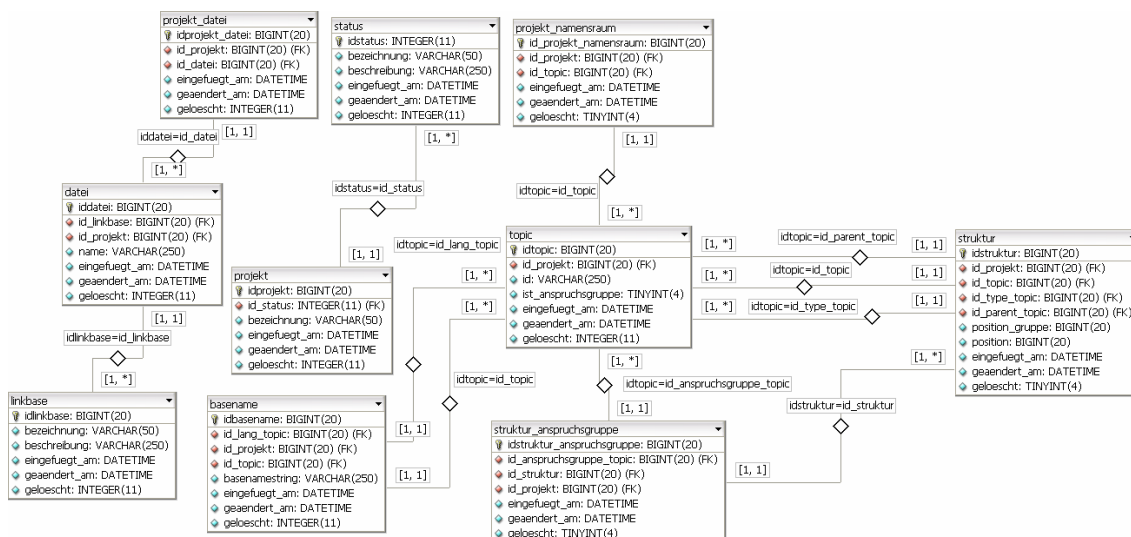 projekt_datei
idprojekt_datei: BIGINT(20)
id_projekt: BIGINT(20) (FK)
id_datei: BIGINT(20) (FK)
eingefuegt_am: DATETIME
geaendert_am: DATETIME
geloescht: INTEGER(11)
status
idstatus: INTEGER(11)
bezeichnung: VARCHAR(50)
beschreibung: VARCHAR(250)
eingefuegt_am: DATETIME
geaendert_am: DATETIME
geloescht: INTEGER(11)
projekt_namensraum
id_projekt_namensraum: BIGINT(20)
id_projekt: BIGINT(20) (FK)
id_topic: BIGINT(20) (FK)
eingefuegt_am: DATETIME
geaendert_am: DATETIME
geloescht: TINYINT(4)
[1, 1]
iddatei=id_datei
[1, *]
[1, *]
idstatus=id_status
[1, 1]
[1, 1]
idtopic=id_topic
[1, *]
datei
iddatei: BIGINT(20)
id_linkbase: BIGINT(20) (FK)
id_projekt: BIGINT(20) (FK)
name: VARCHAR(250)
eingefuegt_am: DATETIME
geaendert_am: DATETIME
geloescht: INTEGER(11)
[1, 1]
idlinkbase=id_linkbase
[1, *]
projekt
idprojekt: BIGINT(20)
id_status: INTEGER(11) (FK)
bezeichnung: VARCHAR(50)
eingefuegt_am: DATETIME
geaendert_am: DATETIME
geloescht: INTEGER(11)
topic
idtopic: BIGINT(20)
id_projekt: BIGINT(20) (FK)
id: VARCHAR(250)
ist_anspruchsgruppe: TINYINT(4)
eingefuegt_am: DATETIME
geaendert_am: DATETIME
geloescht: INTEGER(11)
idtopic=id_lang_topic
[1, *]
[1, *]
idtopic=id_topic
[1, 1]
[1, 1]
[1, *]
idtopic=id_parent_topic
[1, 1]
[1, *]
idtopic=id_topic
[1, 1]
[1, *]
idtopic=id_type_topic
[1, 1]
struktur
idstruktur: BIGINT(20)
id_projekt: BIGINT(20) (FK)
id_topic: BIGINT(20) (FK)
id_type_topic: BIGINT(20) (FK)
id_parent_topic: BIGINT(20) (FK)
position_gruppe: BIGINT(20)
position: BIGINT(20)
eingefuegt_am: DATETIME
geaendert_am: DATETIME
geloescht: TINYINT(4)
[1, *]
idtopic=id_anspruchsgruppe_topic
[1, 1]
[1, *]
idstruktur=id_struktur
[1, 1]
linkbase
idlinkbase: BIGINT(20)
bezeichnung: VARCHAR(50)
beschreibung: VARCHAR(250)
eingefuegt_am: DATETIME
geaendert_am: DATETIME
geloescht: INTEGER(11)
basename
idbasename: BIGINT(20)
id_lang_topic: BIGINT(20) (FK)
id_projekt: BIGINT(20) (FK)
id_topic: BIGINT(20) (FK)
basenamestring: VARCHAR(250)
eingefuegt_am: DATETIME
geaendert_am: DATETIME
geloescht: INTEGER(11)
struktur_anspruchsgruppe
idstruktur_anspruchsgruppe: BIGINT(20)
id_anspruchsgruppe_topic: BIGINT(20) (FK)
id_struktur: BIGINT(20) (FK)
id_projekt: BIGINT(20) (FK)
eingefuegt_am: DATETIME
geaendert_am: DATETIME
geloescht: TINYINT(4)